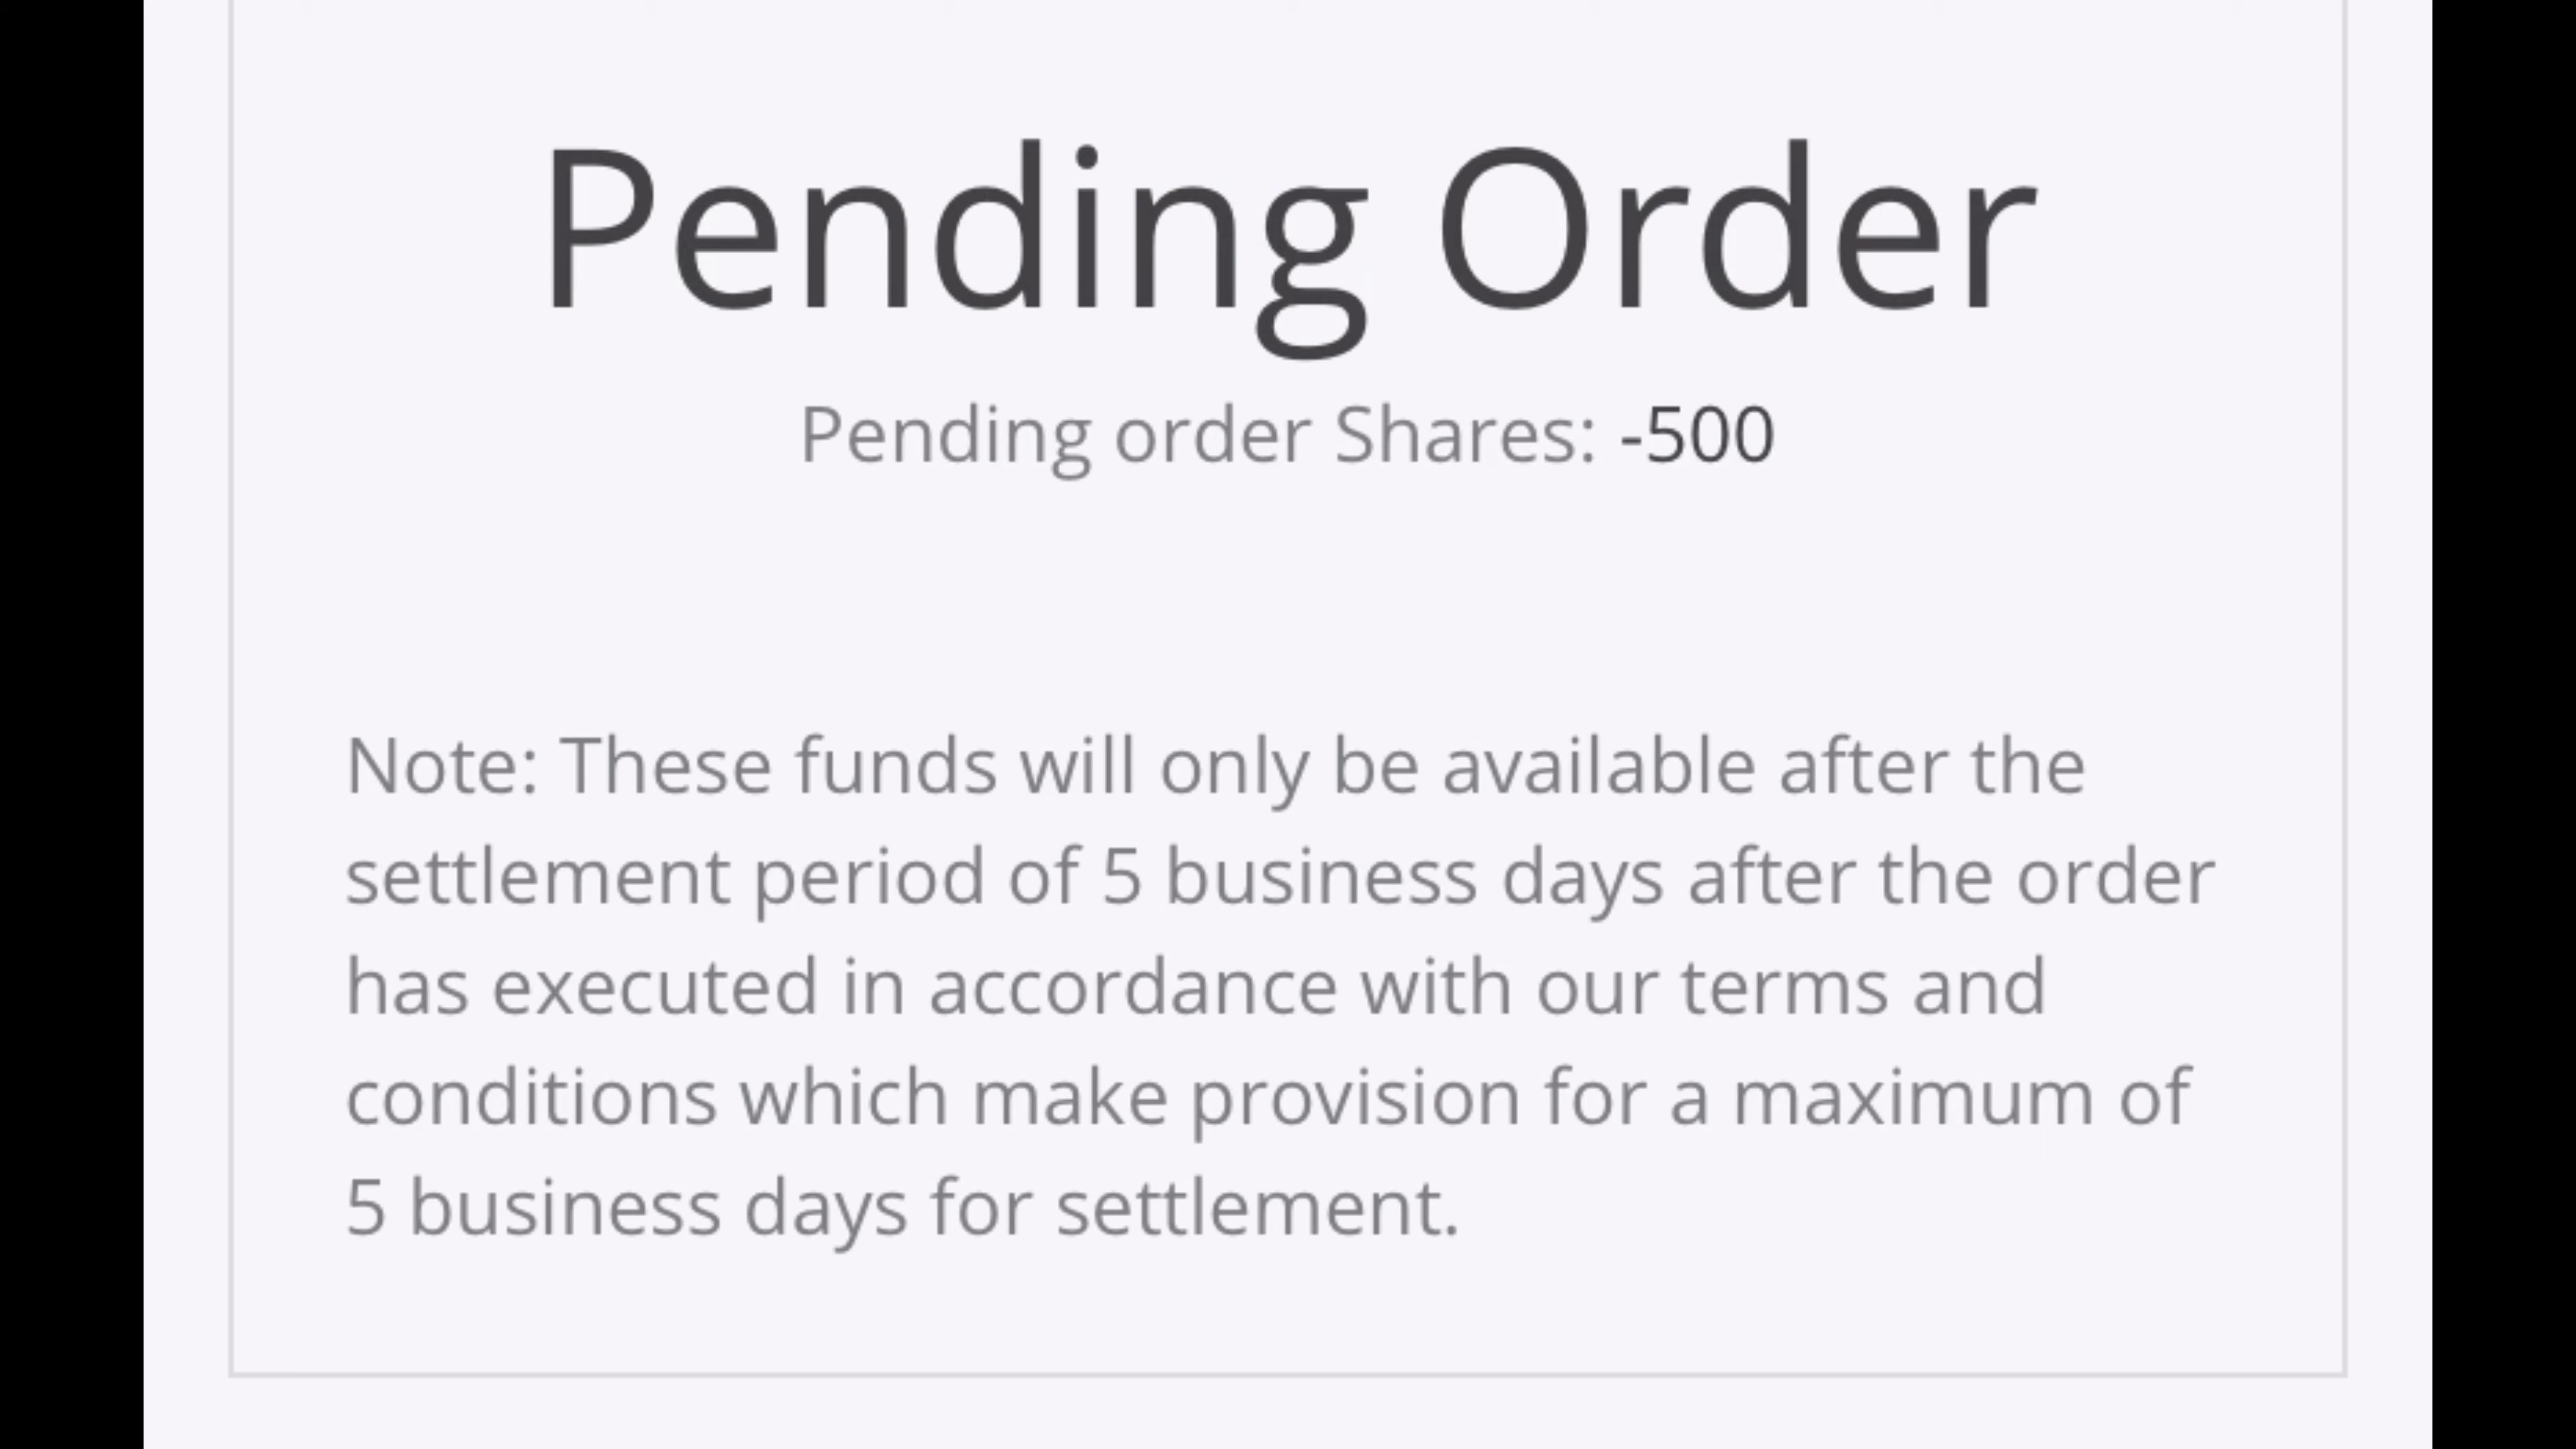 Pending Order
Pending order Shares: -500
Note: These funds will only be available after the
settlement period of 5 business days after the order
has executed in accordance with our terms and
conditions which make provision for a maximum of
5 business days for settlement.